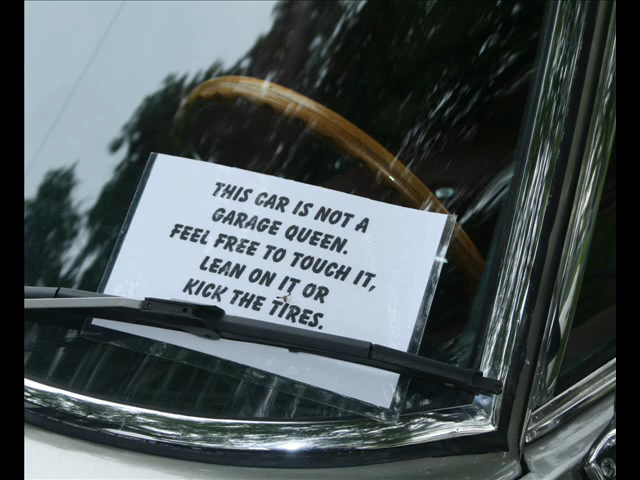 THIS CAR IS NOT A
GARAGE QUEEN.
FEEL FREE TO TOUCH IT,
LEAN ON IT OR
KICK THE TIRES.